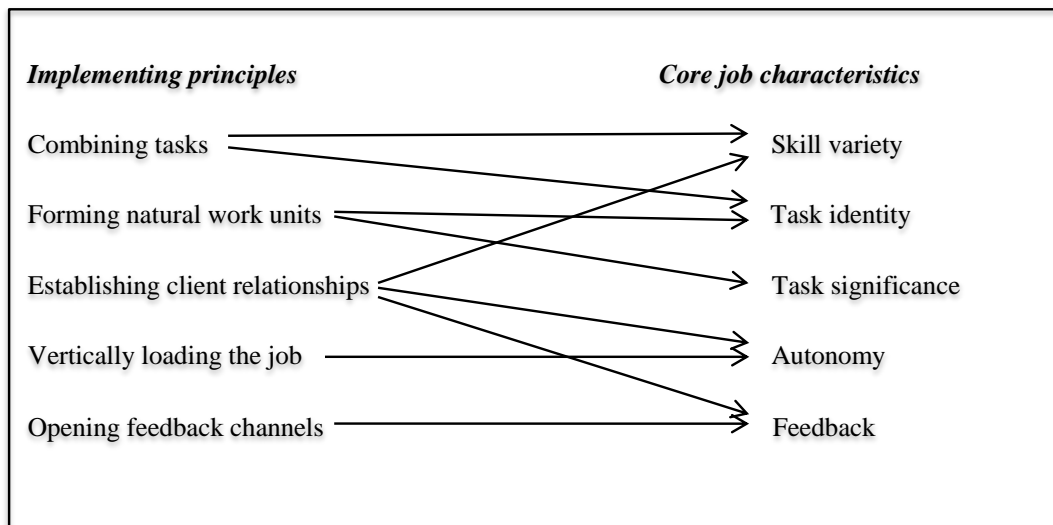 Implementing principles
Core job characteristics
Combining tasks
Skill variety
Forming natural work units
Task identity
Establishing client relationships
Task significance
Vertically loading the job
Autonomy
Opening feedback channels
Feedback